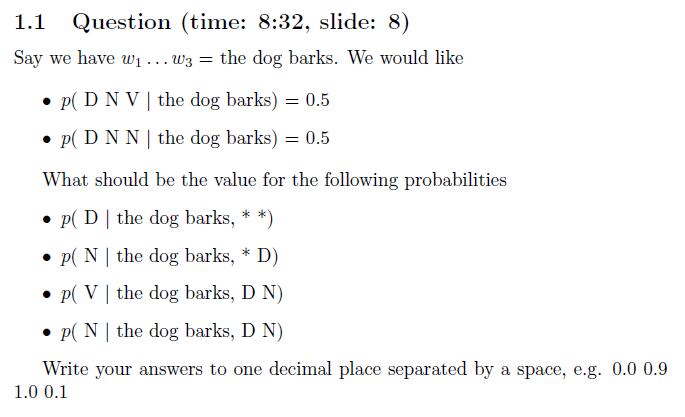 1.1 Question (time: 8:32, slide: 8)
Say we have w₁ . . . w₃ = the dog barks. We would like
• p( D N V | the dog barks) = 0.5
• p( D N N | the dog barks) = 0.5
What should be the value for the following probabilities
• p( D | the dog barks, * *)
• p( N | the dog barks, * D)
• p( V | the dog barks, D N)
• p( N | the dog barks, D N)
Write your answers to one decimal place separated by a space, e.g. 0.0 0.9
1.0 0.1